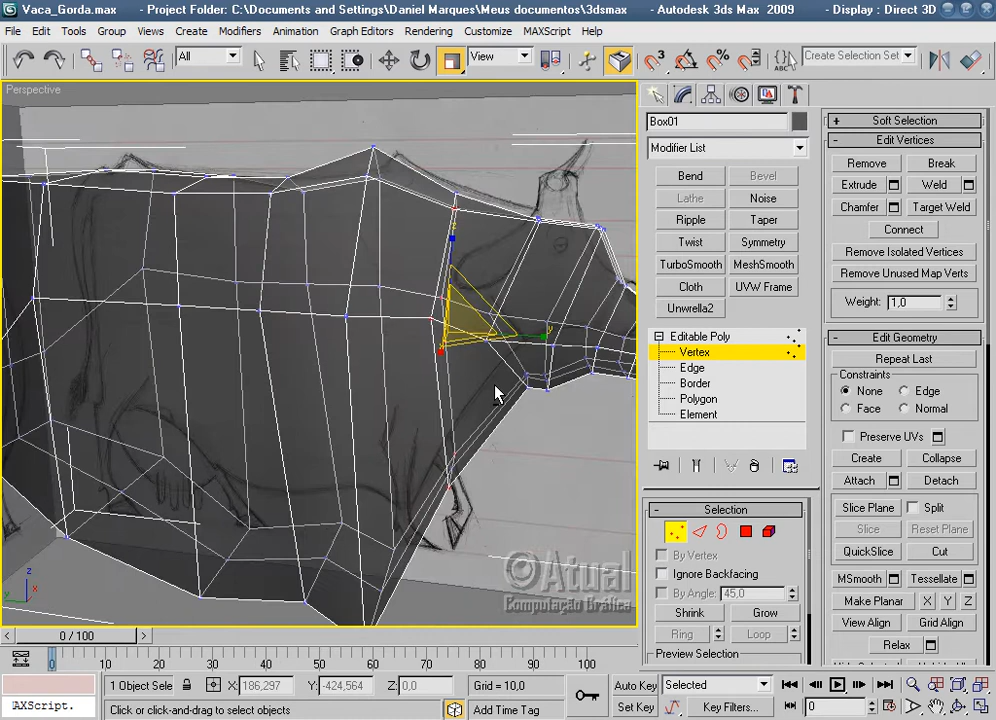 Vaca_Gorda.max - Project Folder: C:\Documents and Settings\Daniel Marques\Meus documentos\3dsmax - Autodesk 3ds Max 2009 - Display : Direct 3D
File Edit Tools Group Views Create Modifiers Animation Graph Editors Rendering Customize MAXScript Help
All View Create Selection Set
Perspective
Box01
Modifier List
Bend Bevel
Lathe Noise
Ripple Taper
Twist Symmetry
TurboSmooth MeshSmooth
Cloth UVW Frame
Unwrella2
Editable Poly
Vertex
Edge
Border
Polygon
Element
Selection
By Vertex
Ignore Backfacing
By Angle: 45,0
Shrink Grow
Ring Loop
Preview Selection
Soft Selection
Edit Vertices
Remove Break
Extrude Weld
Chamfer Target Weld
Connect
Remove Isolated Vertices
Remove Unused Map Verts
Weight: 1,0
Edit Geometry
Repeat Last
Constraints
None Edge
Face Normal
Preserve UVs
Create Collapse
Attach Detach
Slice Plane Split
Slice Reset Plane
QuickSlice Cut
MSmooth Tessellate
Make Planar X Y Z
View Align Grid Align
Relax
z
y
x
z
x
y
©Atual
Computação Gráfica
0 / 100
0 10 20 30 40 50 60 70 80 90 100
1 Object Sele X: 186,297 Y: -424,564 Z: 0,0 Grid = 10,0 Auto Key Selected
AXScript. Click or click-and-drag to select objects Add Time Tag Set Key Key Filters... 0